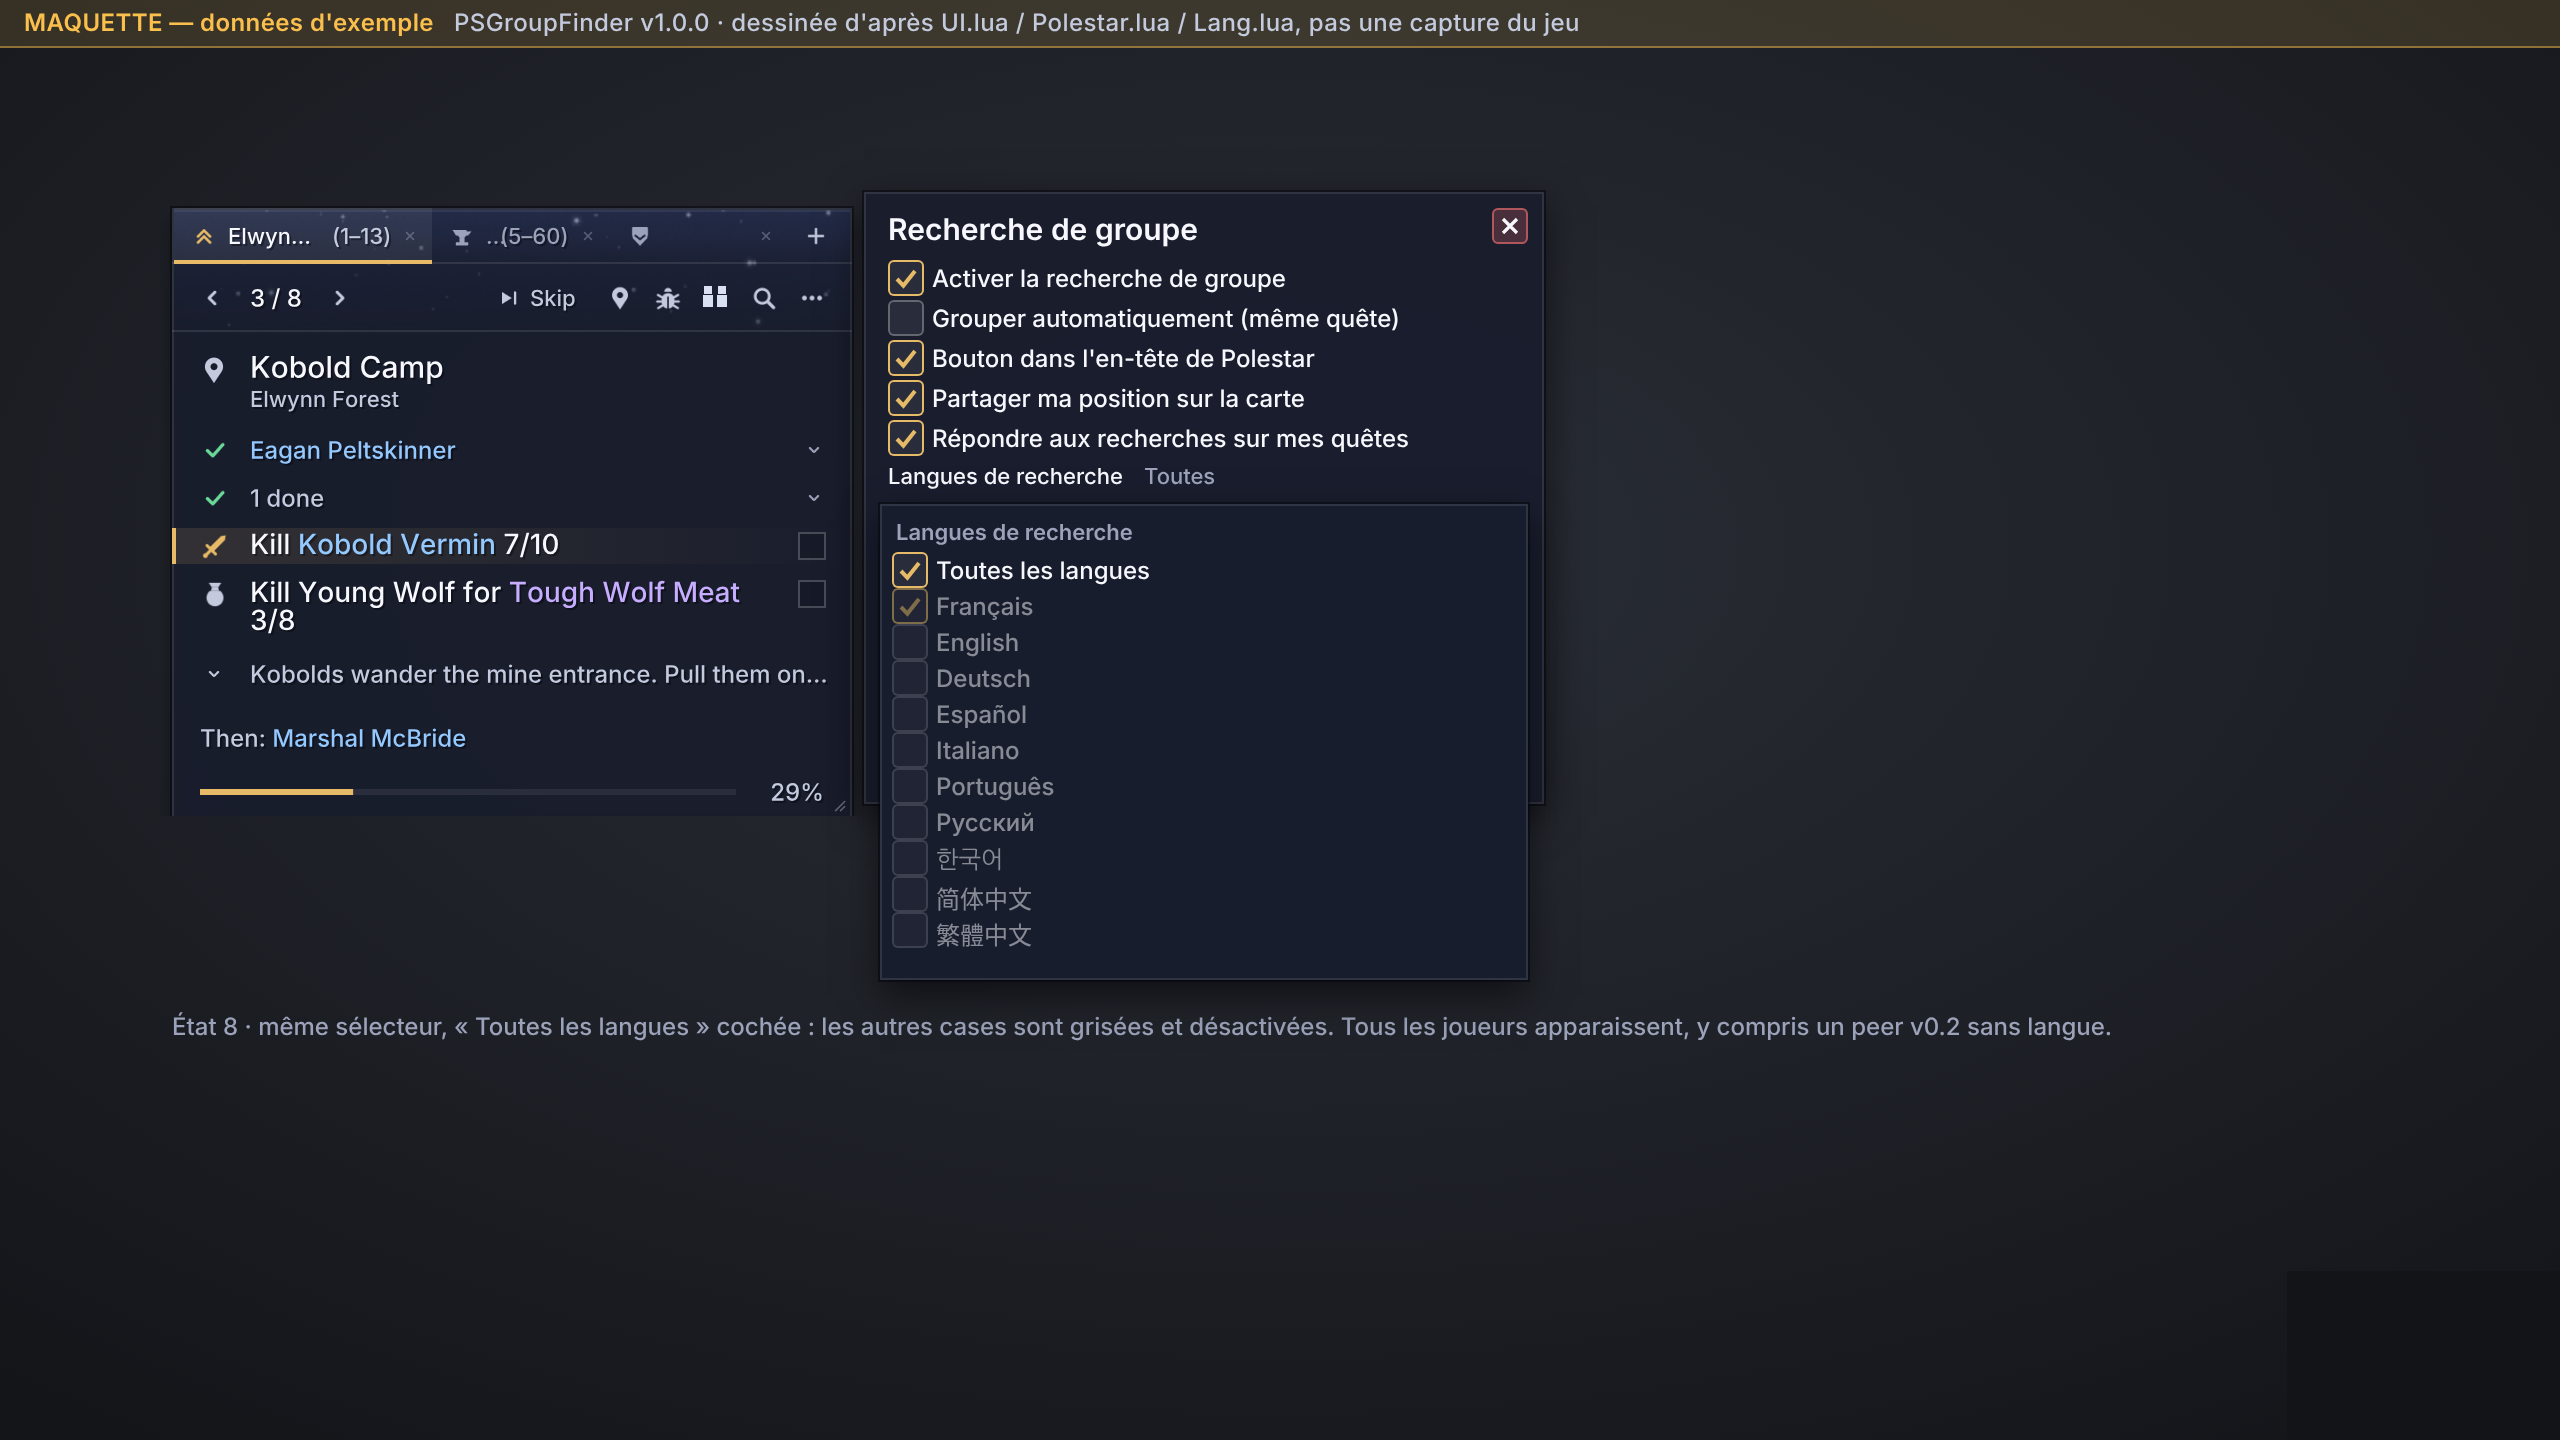 MAQUETTE — données d'exemple PSGroupFinder v1.0.0 · dessinée d'après UI.lua / Polestar.lua / Lang.lua, pas une capture du jeu
Elwyn... (1–13) × ...(5–60) × × +
3 / 8 Skip
Kobold Camp
Elwynn Forest
Eagan Peltskinner
1 done
Kill Kobold Vermin 7/10
Kill Young Wolf for Tough Wolf Meat
3/8
Kobolds wander the mine entrance. Pull them on...
Then: Marshal McBride
29%
Recherche de groupe
Activer la recherche de groupe
Grouper automatiquement (même quête)
Bouton dans l'en-tête de Polestar
Partager ma position sur la carte
Répondre aux recherches sur mes quêtes
Langues de recherche Toutes
Langues de recherche
Toutes les langues
Français
English
Deutsch
Español
Italiano
Português
Русский
한국어
简体中文
繁體中文
État 8 · même sélecteur, « Toutes les langues » cochée : les autres cases sont grisées et désactivées. Tous les joueurs apparaissent, y compris un peer v0.2 sans langue.